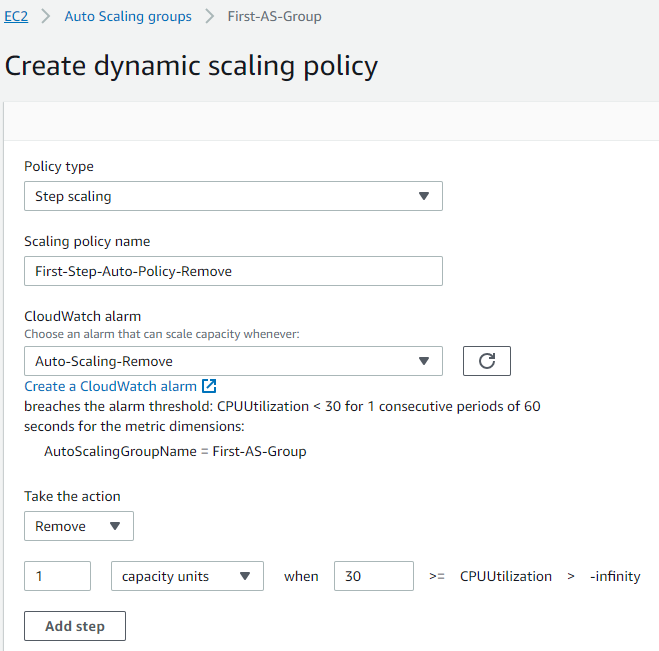 EC2 > Auto Scaling groups > First-AS-Group
Create dynamic scaling policy
Policy type
Step scaling
Scaling policy name
First-Step-Auto-Policy-Remove
CloudWatch alarm
Choose an alarm that can scale capacity whenever:
Auto-Scaling-Remove
Create a CloudWatch alarm
breaches the alarm threshold: CPUUtilization < 30 for 1 consecutive periods of 60
seconds for the metric dimensions:
AutoScalingGroupName = First-AS-Group
Take the action
Remove
1 capacity units when 30 >= CPUUtilization > -infinity
Add step